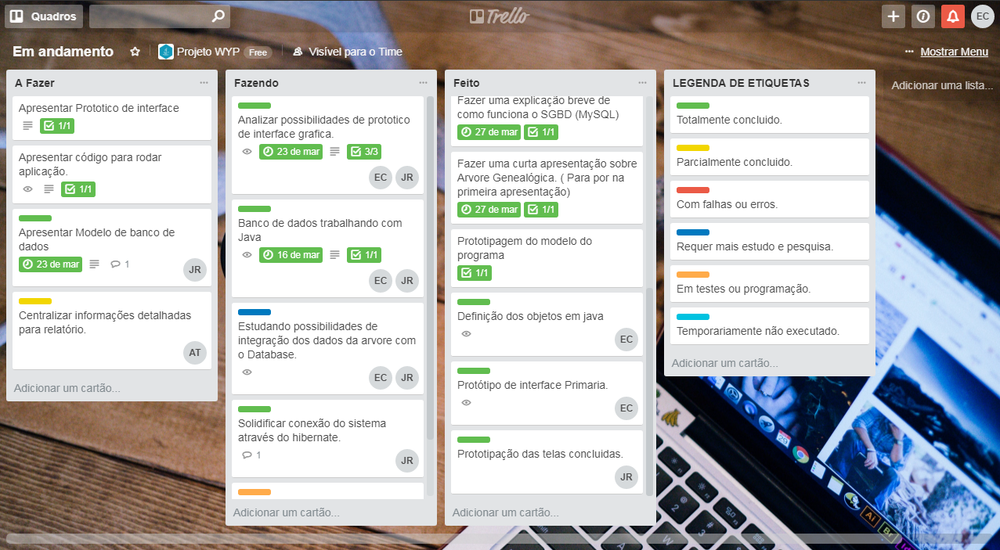 Quadros
Trello
EC
Em andamento
Projeto WYP
Free
Visível para o Time
Mostrar Menu
A Fazer
Apresentar Prototico de interface
1/1
Apresentar código para rodar
aplicação.
1/1
Apresentar Modelo de banco de
dados
23 de mar
1
JR
Centralizar informações detalhadas
para relatório.
AT
Adicionar um cartão...
Fazendo
Analizar possibilidades de prototico
de interface grafica.
23 de mar
3/3
EC
JR
Banco de dados trabalhando com
Java
16 de mar
1/1
EC
JR
Estudando possibilidades de
integração dos dados da arvore com
o Database.
EC
JR
Solidificar conexão do sistema
através do hibernate.
1
JR
Adicionar um cartão...
Feito
Fazer uma explicação breve de
como funciona o SGBD (MySQL)
27 de mar
1/1
Fazer uma curta apresentação sobre
Arvore Genealógica. ( Para por na
primeira apresentação)
27 de mar
1/1
Prototipagem do modelo do
programa
1/1
Definição dos objetos em java
EC
Protótipo de interface Primaria.
EC
Prototipação das telas concluidas.
JR
Adicionar um cartão...
LEGENDA DE ETIQUETAS
Totalmente concluido.
Parcialmente concluido.
Com falhas ou erros.
Requer mais estudo e pesquisa.
Em testes ou programação.
Temporariamente não executado.
Adicionar um cartão...
Adicionar uma lista...
Ai
Br